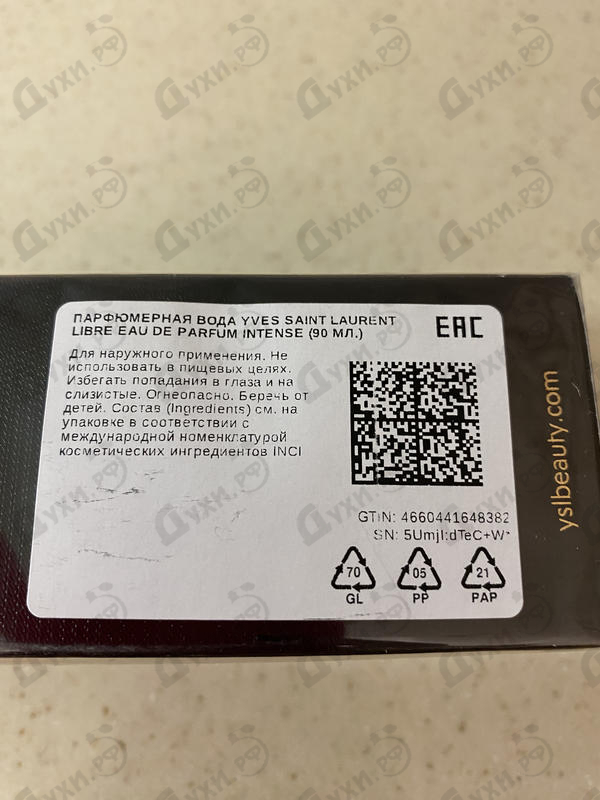 ПАРФЮМЕРНАЯ ВОДА YVES SAINT LAURENT
LIBRE EAU DE PARFUM INTENSE (90 МЛ.)
EAC
Для наружного применения. Не
использовать в пищевых целях.
Избегать попадания в глаза и на
слизистые. Огнеопасно. Беречь от
детей. Состав (Ingredients) см. на
упаковке в соответствии с
международной номенклатурой
косметических ингредиентов INCI
GTIN: 4660441648382
SN:
70
GL
05
PP
21
PAP
yslbeauty.com
Духи.рф